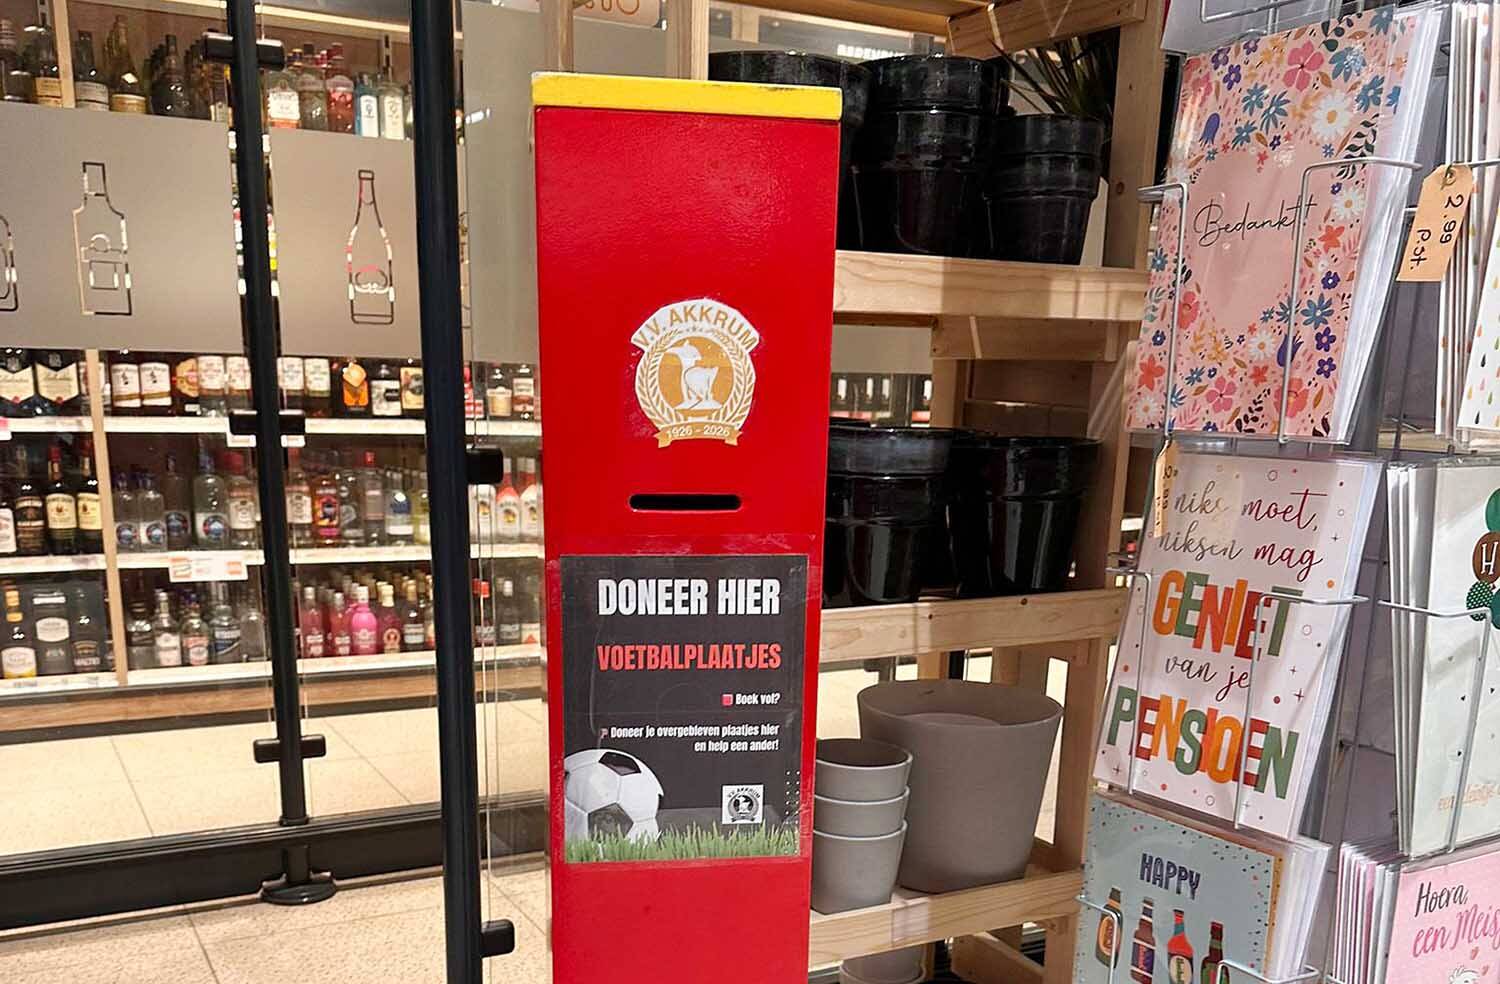 V.V. AKKRUM
1926 - 2026
DONEER HIER
VOETBALPLAATJES
Boek vol?
Doneer je overgebleven plaatjes hier
en help een ander!
V.V. AKKRUM
Bedankt
2.99
p.st.
niks moet,
niksen mag
GENIET
van je
PENSIOEN
HAPPY
H
Hoera,
een Meis